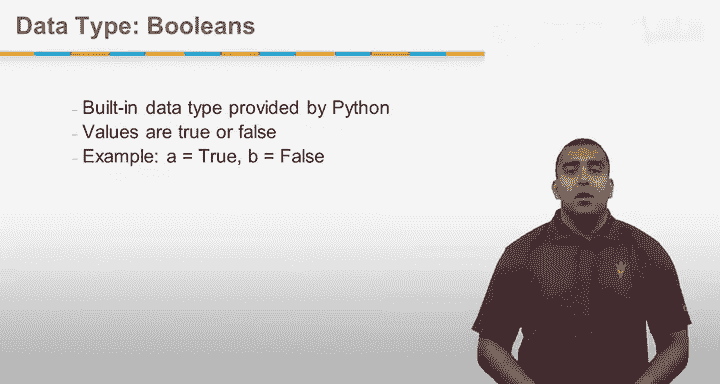 Data Type: Booleans
- Built-in data type provided by Python
- Values are true or false
- Example: a = True, b = False